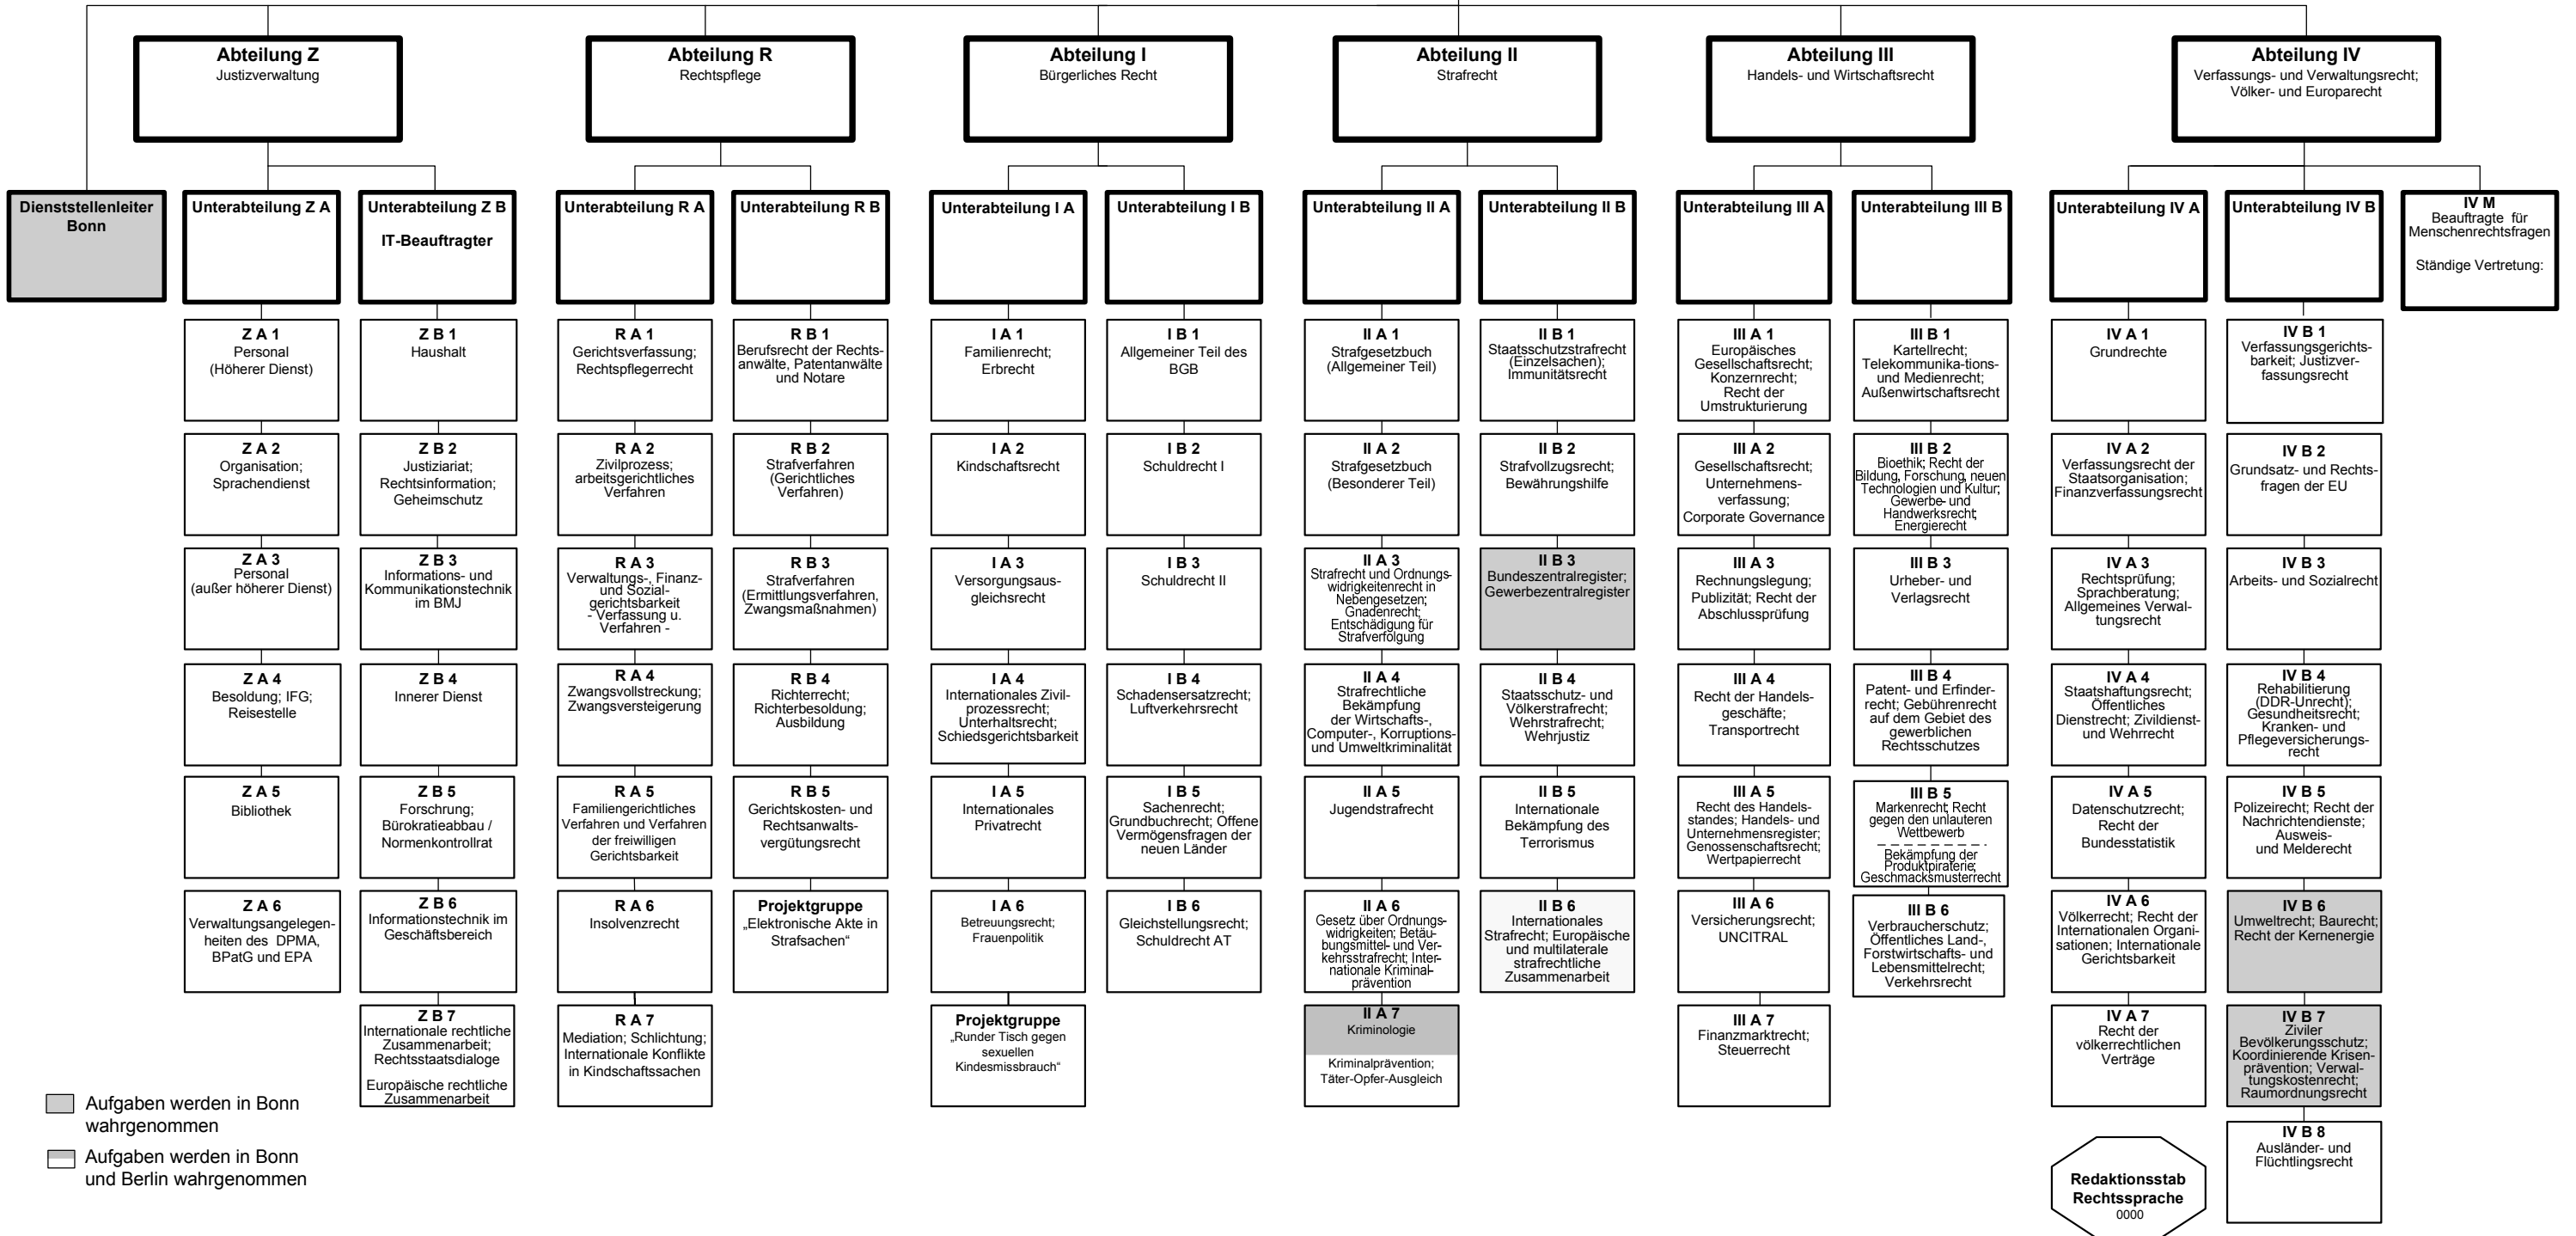 Abteilung Z
Justizverwaltung
Abteilung R
Rechtspflege
Abteilung I
Bürgerliches Recht
Abteilung II
Strafrecht
Abteilung III
Handels- und Wirtschaftsrecht
Abteilung IV
Verfassungs- und Verwaltungsrecht;
Völker- und Europarecht
Dienststellenleiter
Bonn
Unterabteilung Z A
Unterabteilung Z B
IT-Beauftragter
Unterabteilung R A
Unterabteilung R B
Unterabteilung I A
Unterabteilung I B
Unterabteilung II A
Unterabteilung II B
Unterabteilung III A
Unterabteilung III B
Unterabteilung IV A
Unterabteilung IV B
IV M
Beauftragte für
Menschenrechtsfragen
Ständige Vertretung:
Z A 1
Personal
(Höherer Dienst)
Z B 1
Haushalt
R A 1
Gerichtsverfassung;
Rechtspflegerrecht
R B 1
Berufsrecht der Rechts-
anwälte, Patentanwälte
und Notare
I A 1
Familienrecht;
Erbrecht
I B 1
Allgemeiner Teil des
BGB
II A 1
Strafgesetzbuch
(Allgemeiner Teil)
II B 1
Staatsschutzstrafrecht
(Einzelsachen);
Immunitätsrecht
III A 1
Europäisches
Gesellschaftsrecht;
Konzernrecht;
Recht der
Umstrukturierung
III B 1
Kartellrecht;
Telekommunika-tions-
und Medienrecht;
Außenwirtschaftsrecht
IV A 1
Grundrechte
IV B 1
Verfassungsgerichts-
barkeit; Justizver-
fassungsrecht
Z A 2
Organisation;
Sprachendienst
Z B 2
Justiziariat;
Rechtsinformation;
Geheimschutz
R A 2
Zivilprozess;
arbeitsgerichtliches
Verfahren
R B 2
Strafverfahren
(Gerichtliches
Verfahren)
I A 2
Kindschaftsrecht
I B 2
Schuldrecht I
II A 2
Strafgesetzbuch
(Besonderer Teil)
II B 2
Strafvollzugsrecht;
Bewährungshilfe
III A 2
Gesellschaftsrecht;
Unternehmens-
verfassung;
Corporate Governance
III B 2
Bioethik; Recht der
Bildung, Forschung, neuen
Technologien und Kultur;
Gewerbe- und
Handwerksrecht;
Energierecht
IV A 2
Verfassungsrecht der
Staatsorganisation;
Finanzverfassungsrecht
IV B 2
Grundsatz- und Rechts-
fragen der EU
Z A 3
Personal
(außer höherer Dienst)
Z B 3
Informations- und
Kommunikationstechnik
im BMJ
R A 3
Verwaltungs-, Finanz-
und Sozial-
gerichtsbarkeit
- Verfassung u.
Verfahren -
R B 3
Strafverfahren
(Ermittlungsverfahren,
Zwangsmaßnahmen)
I A 3
Versorgungsaus-
gleichsrecht
I B 3
Schuldrecht II
II A 3
Strafrecht und Ordnungs-
widrigkeitenrecht in
Nebengesetzen;
Gnadenrecht;
Entschädigung für
Strafverfolgung
II B 3
Bundeszentralregister;
Gewerbezentralregister
III A 3
Rechnungslegung;
Publizität; Recht der
Abschlussprüfung
III B 3
Urheber- und
Verlagsrecht
IV A 3
Rechtsprüfung;
Sprachberatung;
Allgemeines Verwal-
tungsrecht
IV B 3
Arbeits- und Sozialrecht
Z A 4
Besoldung; IFG;
Reisestelle
Z B 4
Innerer Dienst
R A 4
Zwangsvollstreckung;
Zwangsversteigerung
R B 4
Richterrecht;
Richterbesoldung;
Ausbildung
I A 4
Internationales Zivil-
prozessrecht;
Unterhaltsrecht;
Schiedsgerichtsbarkeit
I B 4
Schadensersatzrecht;
Luftverkehrsrecht
II A 4
Strafrechtliche
Bekämpfung
der Wirtschafts-,
Computer-, Korruptions-
und Umweltkriminalität
II B 4
Staatsschutz- und
Völkerstrafrecht;
Wehrstrafrecht;
Wehrjustiz
III A 4
Recht der Handels-
geschäfte;
Transportrecht
III B 4
Patent- und Erfinder-
recht; Gebührenrecht
auf dem Gebiet des
gewerblichen
Rechtsschutzes
IV A 4
Staatshaftungsrecht;
Öffentliches
Dienstrecht; Zivildienst-
und Wehrrecht
IV B 4
Rehabilitierung
(DDR-Unrecht);
Gesundheitsrecht;
Kranken- und
Pflegeversicherungs-
recht
Z A 5
Bibliothek
Z B 5
Forschrung;
Bürokratieabbau /
Normenkontrollrat
R A 5
Familiengerichtliches
Verfahren und Verfahren
der freiwilligen
Gerichtsbarkeit
R B 5
Gerichtskosten- und
Rechtsanwalts-
vergütungsrecht
I A 5
Internationales
Privatrecht
I B 5
Sachenrecht;
Grundbuchrecht; Offene
Vermögensfragen der
neuen Länder
II A 5
Jugendstrafrecht
II B 5
Internationale
Bekämpfung des
Terrorismus
III A 5
Recht des Handels-
standes; Handels- und
Unternehmensregister;
Genossenschaftsrecht;
Wertpapierrecht
III B 5
Markenrecht; Recht
gegen den unlauteren
Wettbewerb
Bekämpfung der
Produktpiraterie;
Geschmacksmusterrecht
IV A 5
Datenschutzrecht;
Recht der
Bundesstatistik
IV B 5
Polizeirecht; Recht der
Nachrichtendienste;
Ausweis-
und Melderecht
Z A 6
Verwaltungsangelegen-
heiten des DPMA,
BPatG und EPA
Z B 6
Informationstechnik im
Geschäftsbereich
R A 6
Insolvenzrecht
Projektgruppe
„Elektronische Akte in
Strafsachen“
I A 6
Betreuungsrecht;
Frauenpolitik
I B 6
Gleichstellungsrecht;
Schuldrecht AT
II A 6
Gesetz über Ordnungs-
widrigkeiten; Betäu-
bungsmittel- und Ver-
kehrsstrafrecht; Inter-
nationale Kriminal-
prävention
II B 6
Internationales
Strafrecht; Europäische
und multilaterale
strafrechtliche
Zusammenarbeit
III A 6
Versicherungsrecht;
UNCITRAL
III B 6
Verbraucherschutz;
Öffentliches Land-,
Forstwirtschafts- und
Lebensmittelrecht;
Verkehrsrecht
IV A 6
Völkerrecht; Recht der
Internationalen Organi-
sationen; Internationale
Gerichtsbarkeit
IV B 6
Umweltrecht; Baurecht;
Recht der Kernenergie
Z B 7
Internationale rechtliche
Zusammenarbeit;
Rechtsstaatsdialoge
Europäische rechtliche
Zusammenarbeit
R A 7
Mediation; Schlichtung;
Internationale Konflikte
in Kindschaftssachen
Projektgruppe
„Runder Tisch gegen
sexuellen
Kindesmissbrauch“
II A 7
Kriminologie
Kriminalprävention;
Täter-Opfer-Ausgleich
III A 7
Finanzmarktrecht;
Steuerrecht
IV A 7
Recht der
völkerrechtlichen
Verträge
IV B 7
Ziviler
Bevölkerungsschutz;
Koordinierende Krisen-
prävention; Verwal-
tungskostenrecht;
Raumordnungsrecht
IV B 8
Ausländer- und
Flüchtlingsrecht
Redaktionsstab
Rechtssprache
0000
Aufgaben werden in Bonn
wahrgenommen
Aufgaben werden in Bonn
und Berlin wahrgenommen